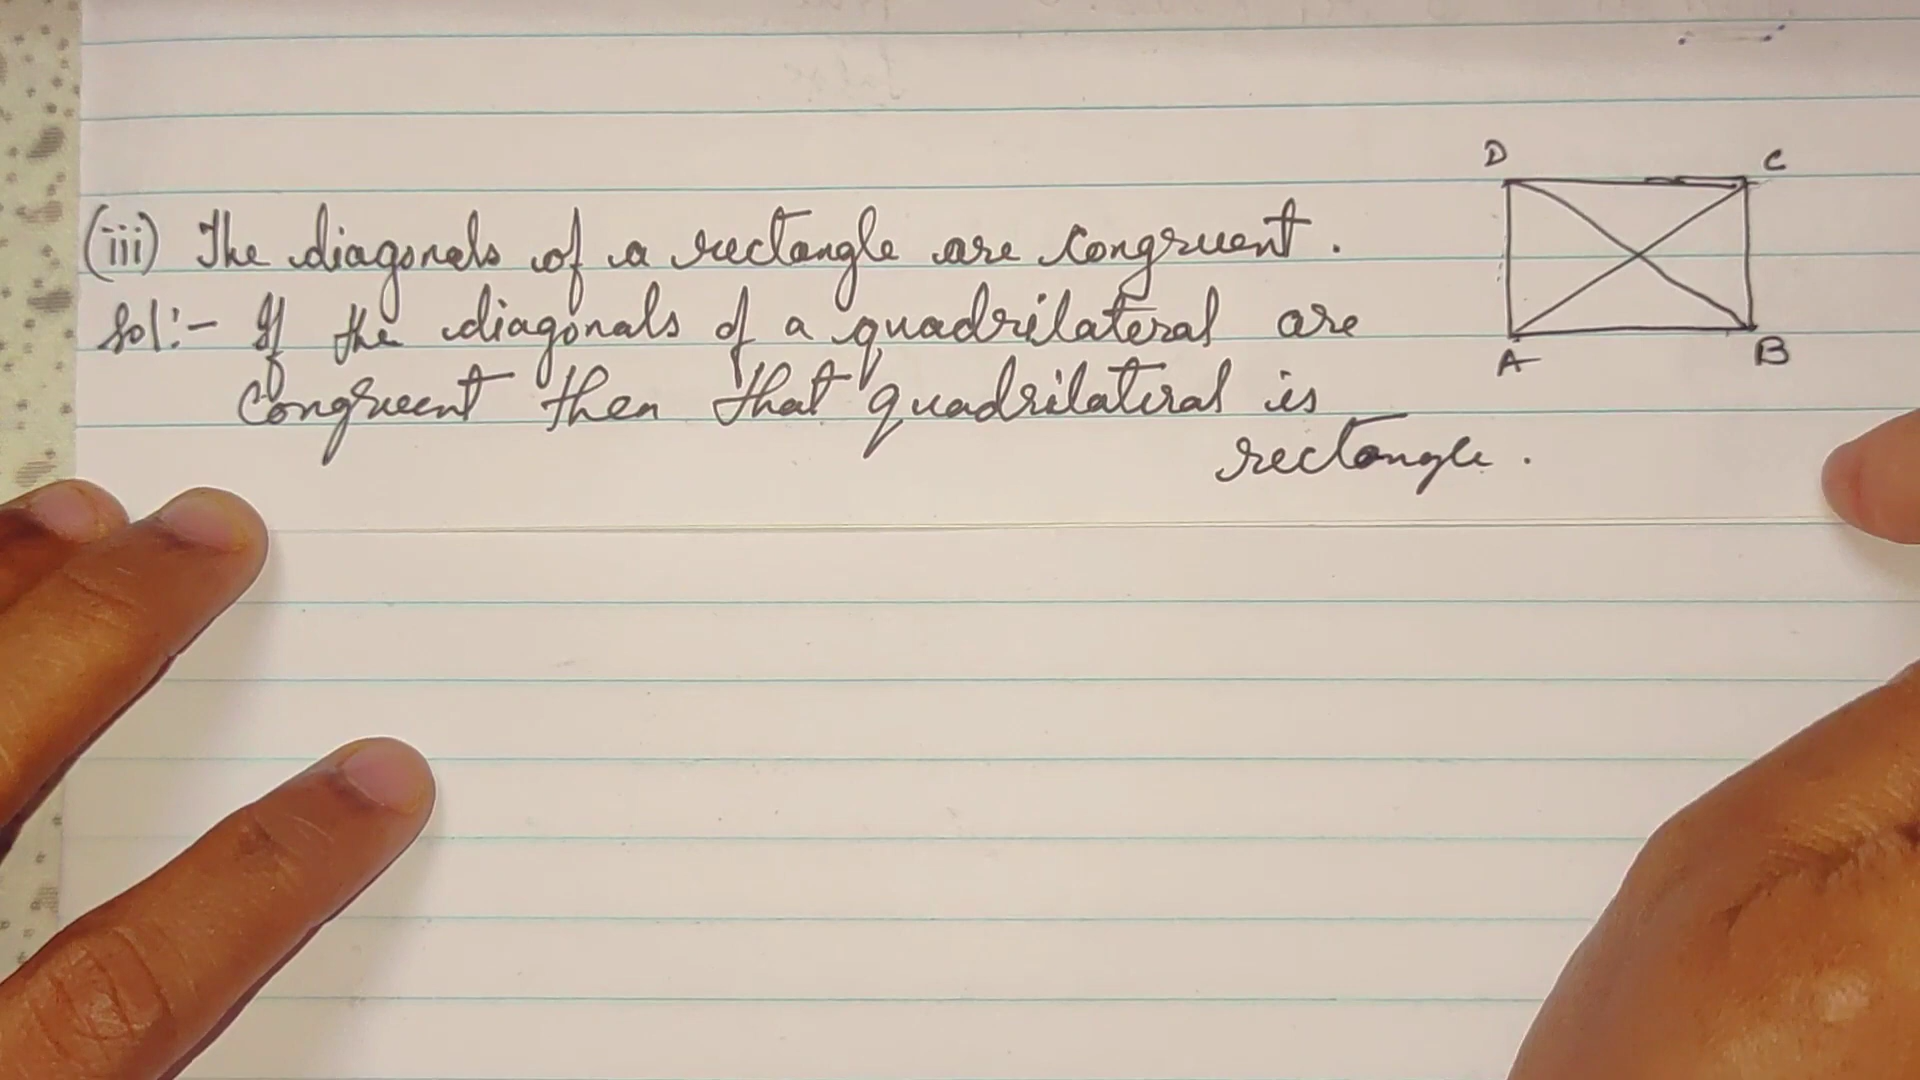 (iii) The diagonals of a rectangle are congruent.
Sol:- If the diagonals of a quadrilateral are
congruent then that quadrilateral is
rectangle.
D
C
A
B